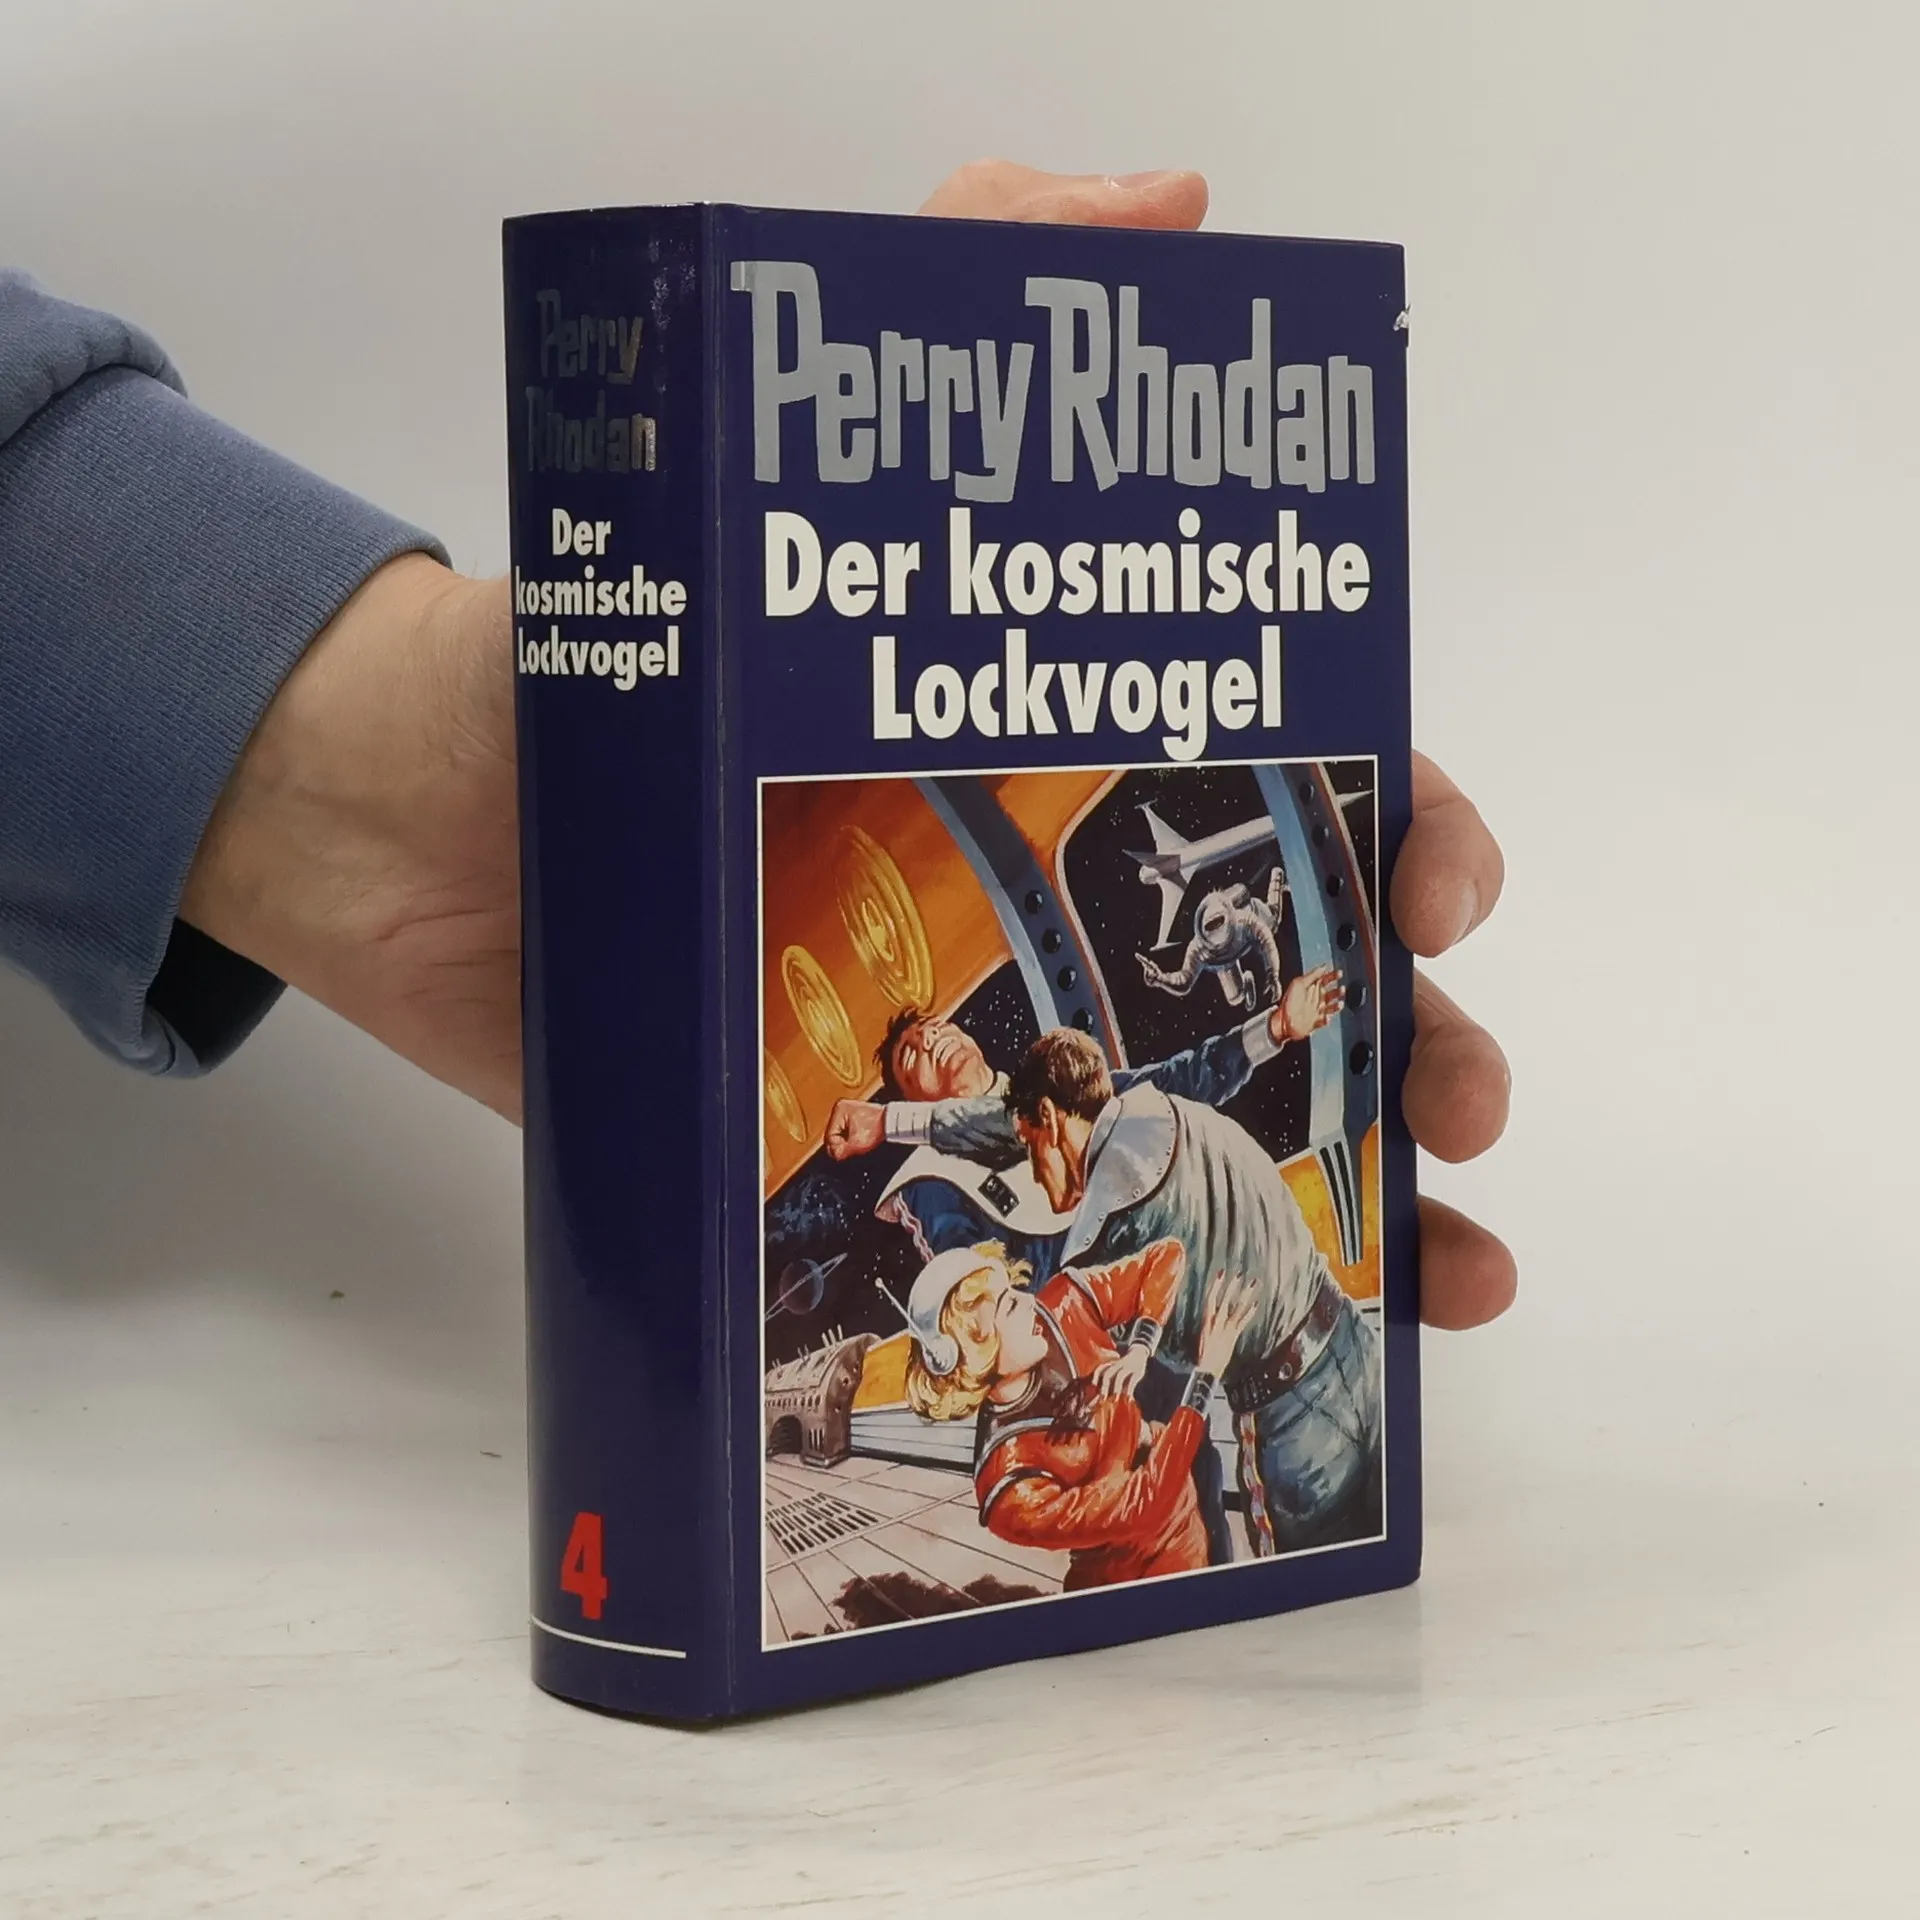 Perry
Rhodan
Der
kosmische
Lockvogel
4
Perry Rhodan
Der kosmische
Lockvogel